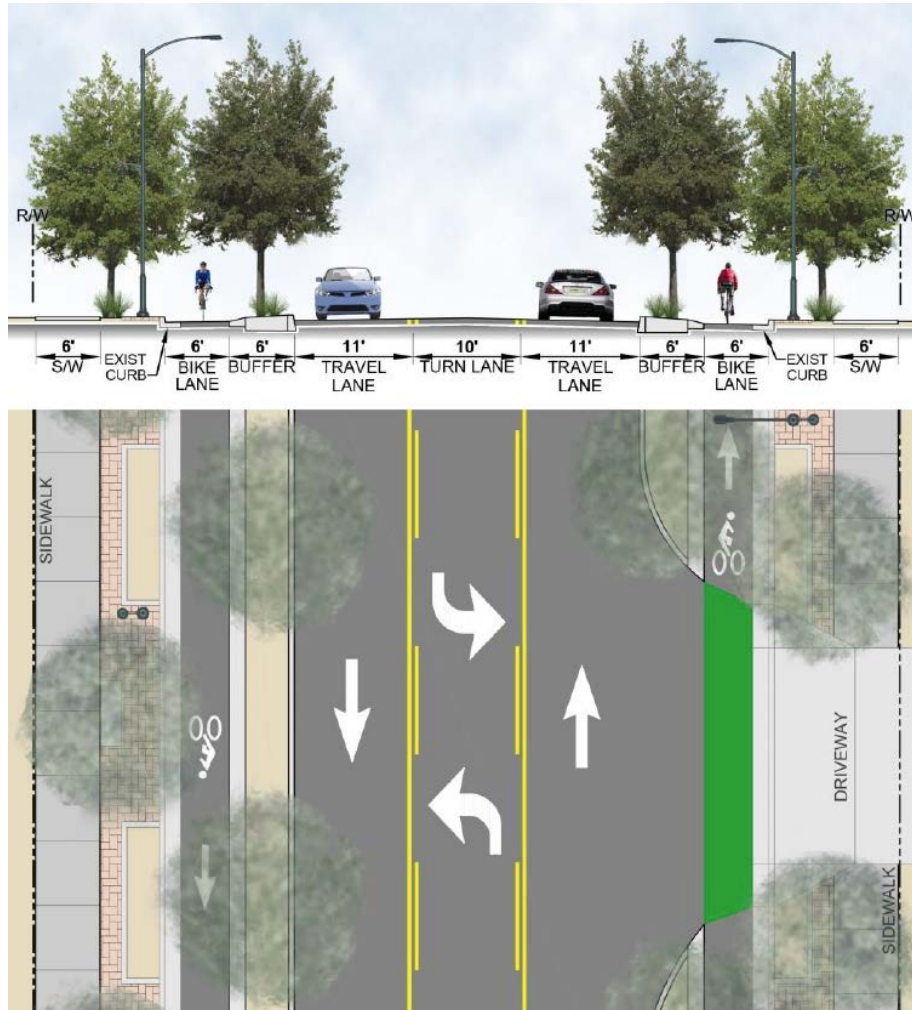 R/W
R/W
6'
S/W
EXIST
CURB
6'
BIKE
LANE
6'
BUFFER
11'
TRAVEL
LANE
10'
TURN LANE
11'
TRAVEL
LANE
6'
BUFFER
6'
BIKE
LANE
EXIST
CURB
6'
S/W
SIDEWALK
DRIVEWAY
SIDEWALK